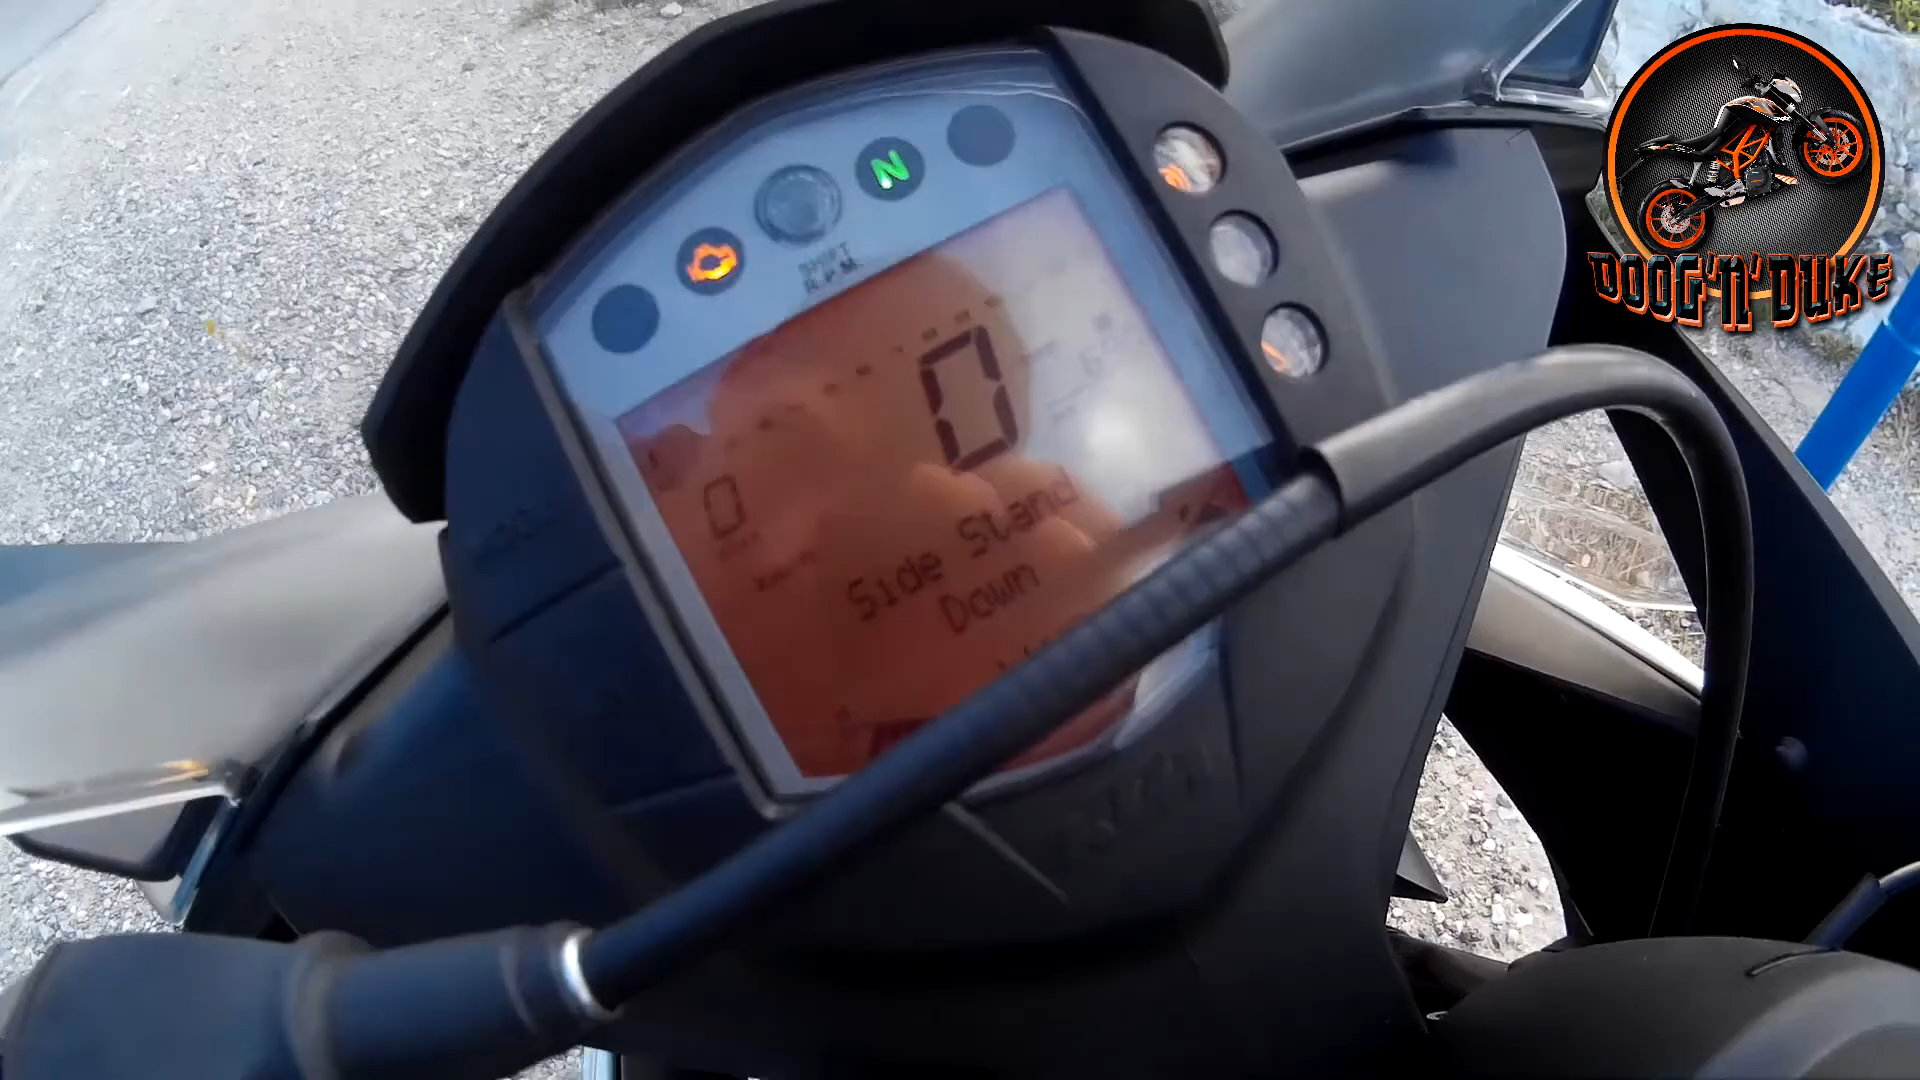 DOOG'N'DUKE
N
SHIFT
R.P.M.
0
0
Side Stand
Down